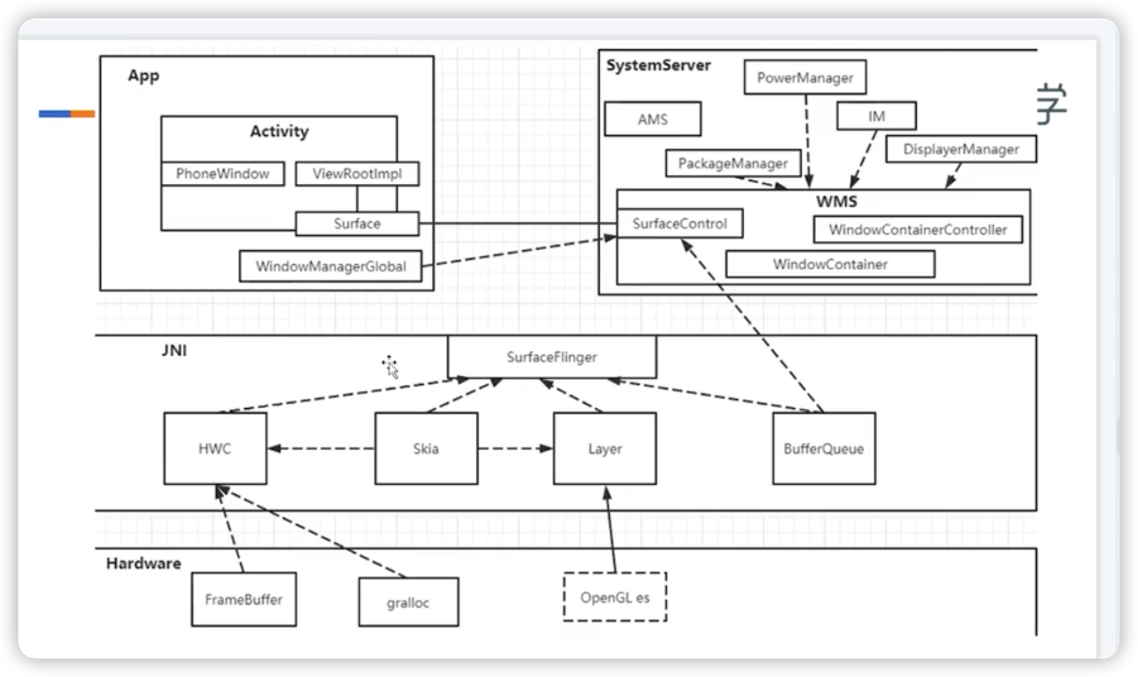 App
Activity
PhoneWindow
ViewRootImpl
Surface
WindowManagerGlobal
SystemServer
PowerManager
AMS
IM
DisplayerManager
PackageManager
WMS
SurfaceControl
WindowContainerController
WindowContainer
学
JNI
SurfaceFlinger
HWC
Skia
Layer
BufferQueue
Hardware
FrameBuffer
gralloc
OpenGL es